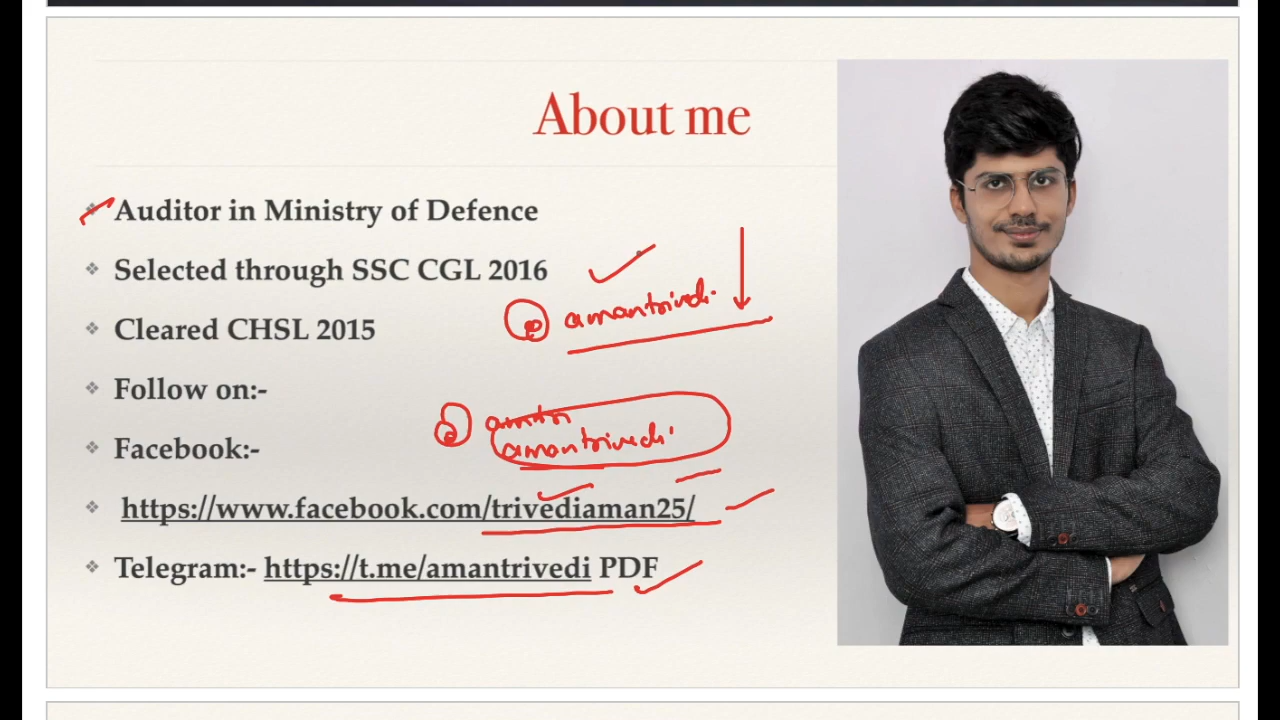 About me
Auditor in Ministry of Defence
Selected through SSC CGL 2016
@ amantrivedi
Cleared CHSL 2015
Follow on:-
@
amantrivedi
Facebook:-
https://www.facebook.com/trivediaman25/
Telegram:- https://t.me/amantrivedi PDF